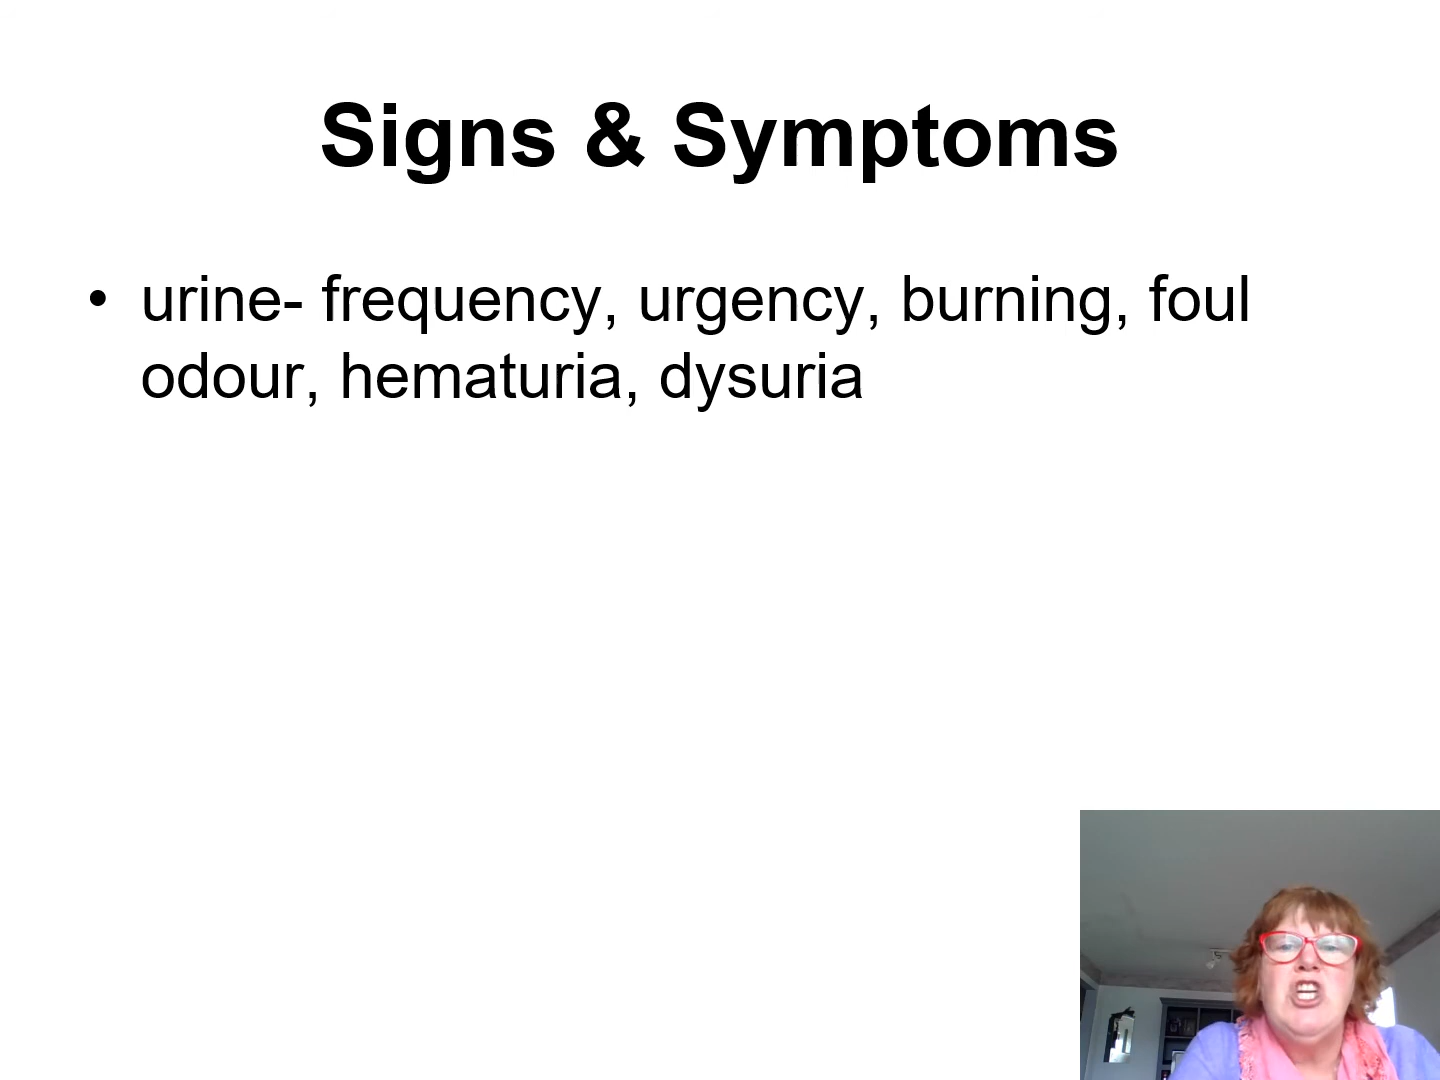 Signs & Symptoms
• urine- frequency, urgency, burning, foul
odour, hematuria, dysuria